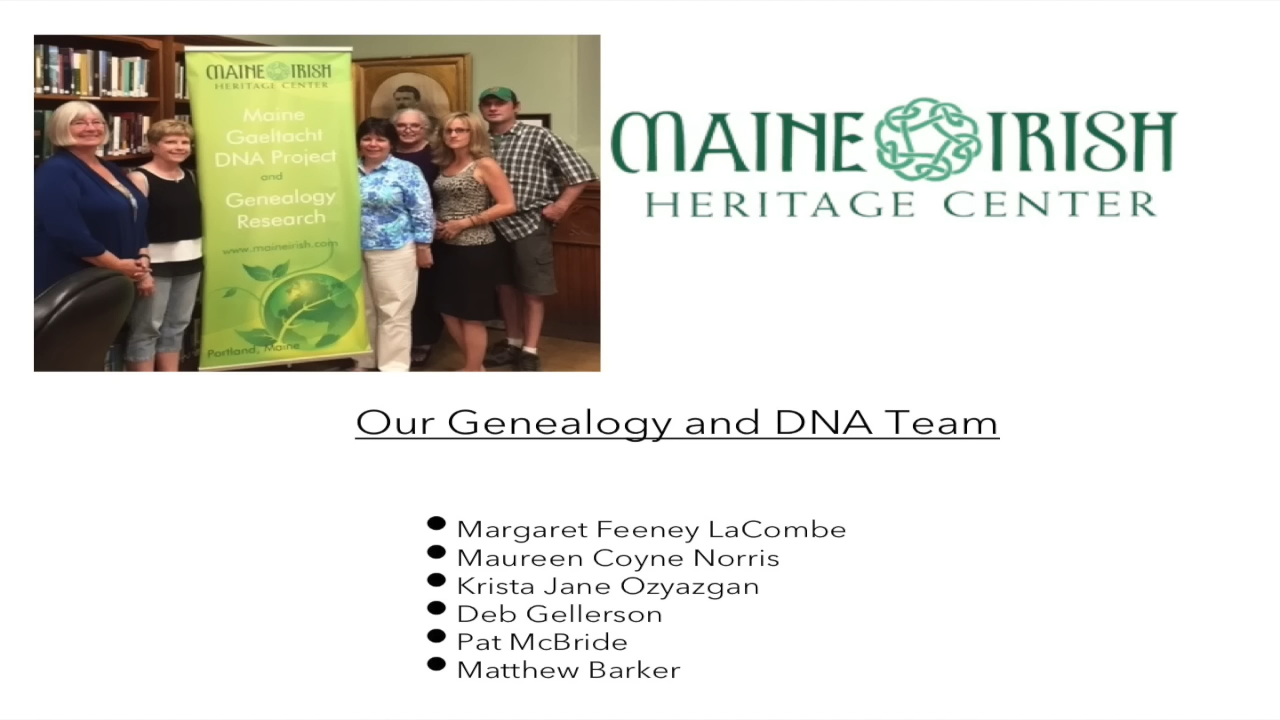 MAINE IRISH
HERITAGE CENTER
Maine
Gaeltacht
DNA Project
and
Genealogy
Research
www.maineirish.com
Portland, Maine
MAINE IRISH
HERITAGE CENTER
Our Genealogy and DNA Team
• Margaret Feeney LaCombe
• Maureen Coyne Norris
• Krista Jane Ozyazgan
• Deb Gellerson
• Pat McBride
• Matthew Barker